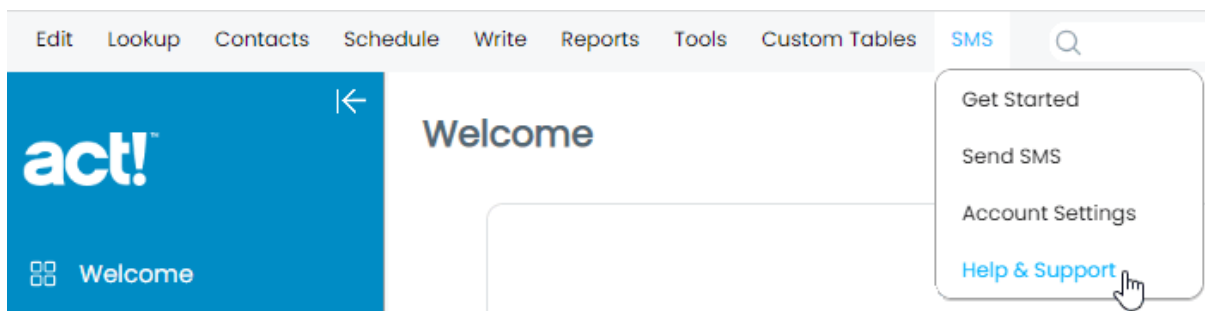 Edit Lookup Contacts Schedule Write Reports Tools Custom Tables SMS
Get Started
Send SMS
Account Settings
Help & Support
act!™
Welcome
Welcome